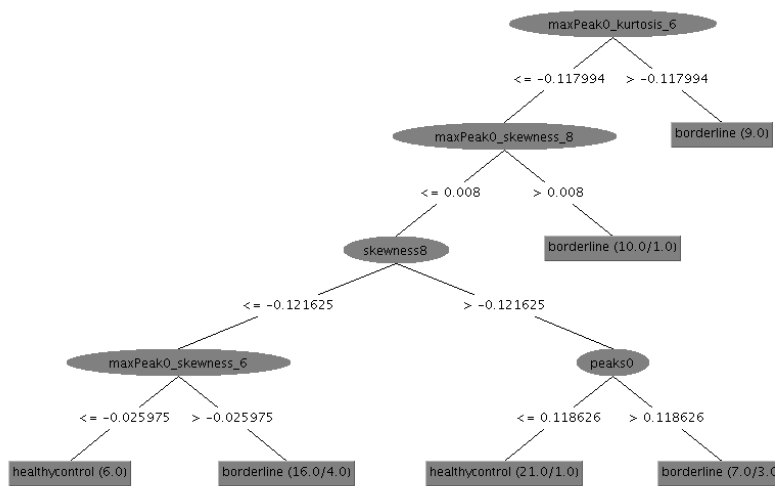 maxPeak0_kurtosis_6
<= -0.117994 > -0.117994
maxPeak0_skewness_8 borderline (9.0)
<= 0.008 > 0.008
skewness8 borderline (10.0/1.0)
<= -0.121625 > -0.121625
maxPeak0_skewness_6 peaks0
<= -0.025975 > -0.025975 <= 0.118626 > 0.118626
healthycontrol (6.0) borderline (16.0/4.0) healthycontrol (21.0/1.0) borderline (7.0/3.0